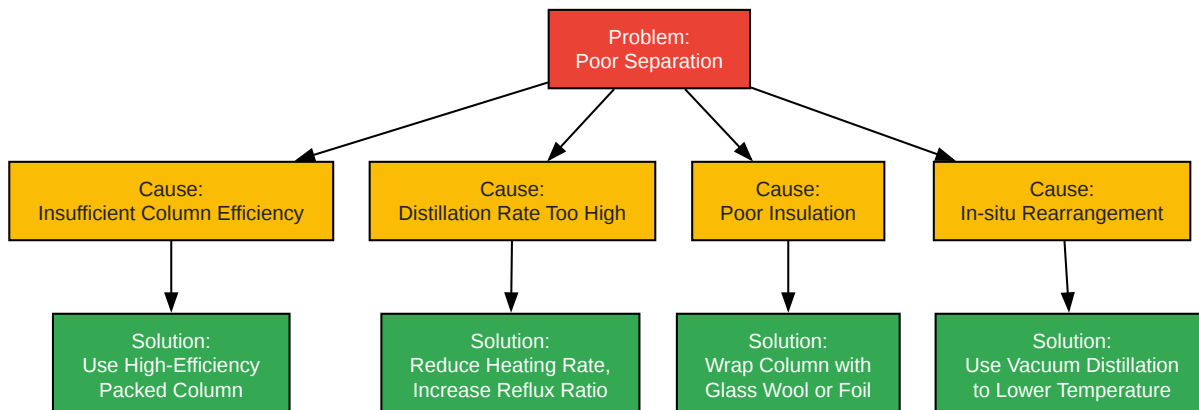 Problem:
Poor Separation
Cause:
Insufficient Column Efficiency
Cause:
Distillation Rate Too High
Cause:
Poor Insulation
Cause:
In-situ Rearrangement
Solution:
Use High-Efficiency
Packed Column
Solution:
Reduce Heating Rate,
Increase Reflux Ratio
Solution:
Wrap Column with
Glass Wool or Foil
Solution:
Use Vacuum Distillation
to Lower Temperature